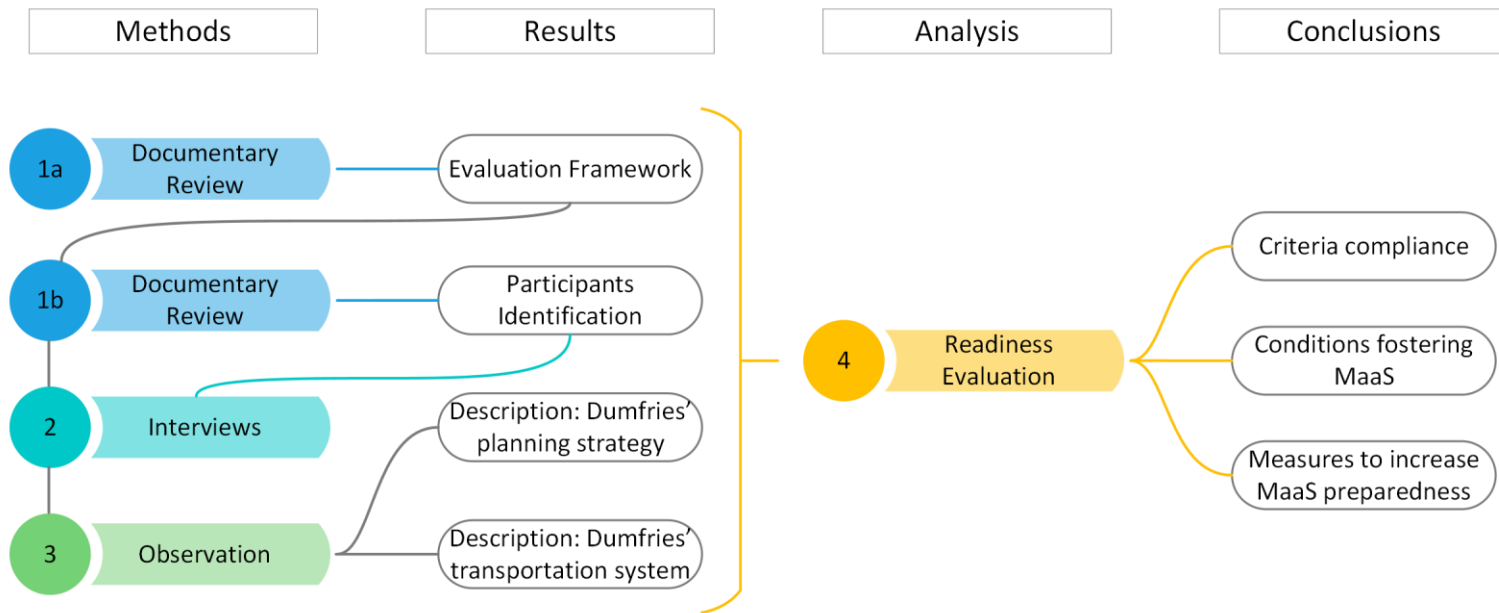 Methods
Results
Analysis
Conclusions
1a
Documentary
Review
Evaluation Framework
1b
Documentary
Review
Participants
Identification
2
Interviews
Description: Dumfries’
planning strategy
3
Observation
Description: Dumfries’
transportation system
4
Readiness
Evaluation
Criteria compliance
Conditions fostering
MaaS
Measures to increase
MaaS preparedness